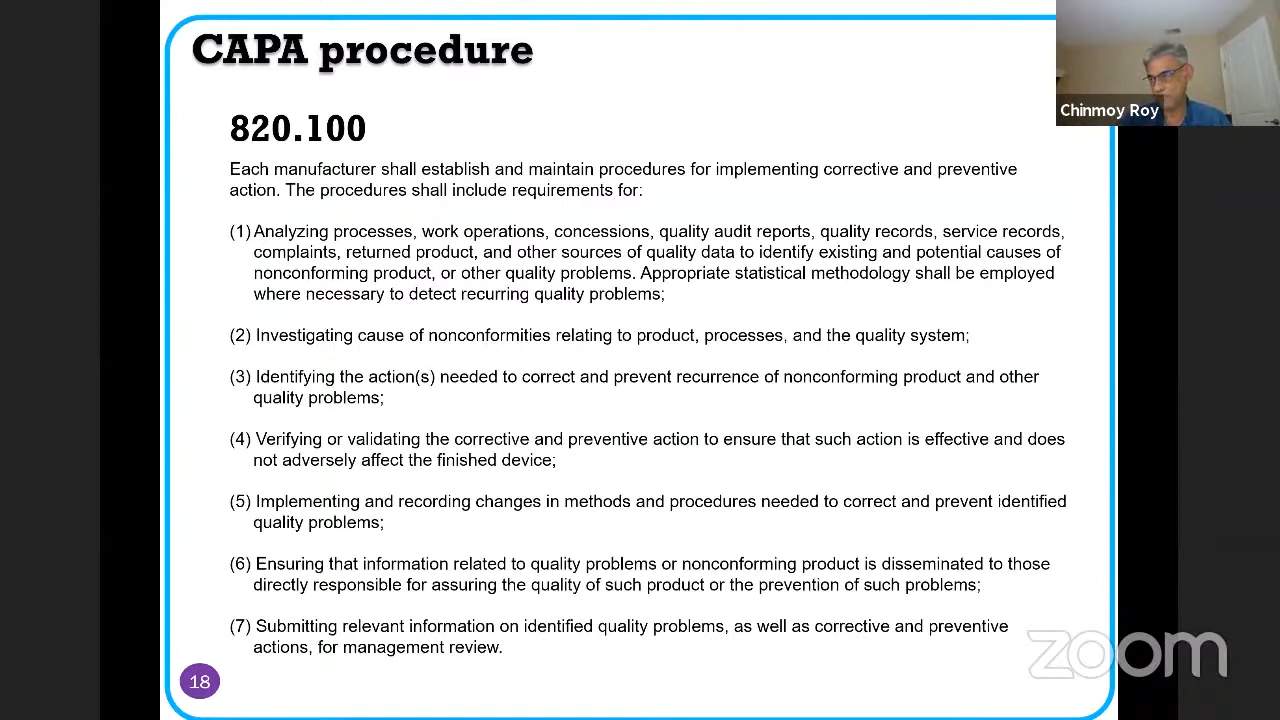 CAPA procedure
Chinmoy Roy
820.100
Each manufacturer shall establish and maintain procedures for implementing corrective and preventive
action. The procedures shall include requirements for:
(1) Analyzing processes, work operations, concessions, quality audit reports, quality records, service records,
complaints, returned product, and other sources of quality data to identify existing and potential causes of
nonconforming product, or other quality problems. Appropriate statistical methodology shall be employed
where necessary to detect recurring quality problems;
(2) Investigating cause of nonconformities relating to product, processes, and the quality system;
(3) Identifying the action(s) needed to correct and prevent recurrence of nonconforming product and other
quality problems;
(4) Verifying or validating the corrective and preventive action to ensure that such action is effective and does
not adversely affect the finished device;
(5) Implementing and recording changes in methods and procedures needed to correct and prevent identified
quality problems;
(6) Ensuring that information related to quality problems or nonconforming product is disseminated to those
directly responsible for assuring the quality of such product or the prevention of such problems;
(7) Submitting relevant information on identified quality problems, as well as corrective and preventive
actions, for management review.
zoom
18